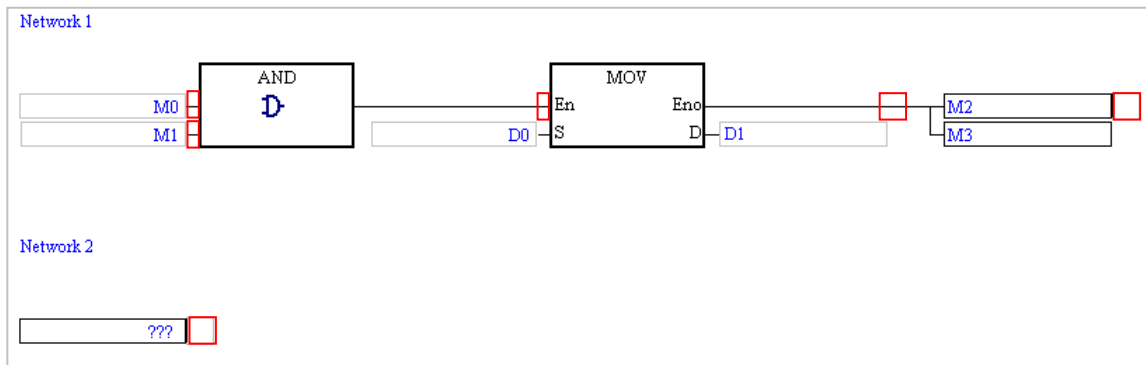 Network 1
AND MOV
M0 En Eno M2
M1 D0 S D D1 M3
Network 2
???